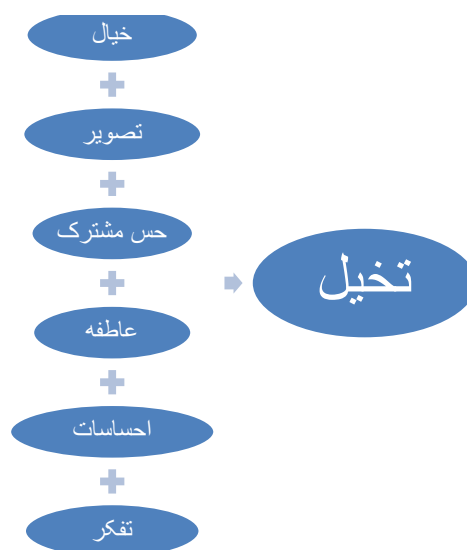 خیال
تصویر
حس مشترک
عاطفه
احساسات
تفکر
تخیل